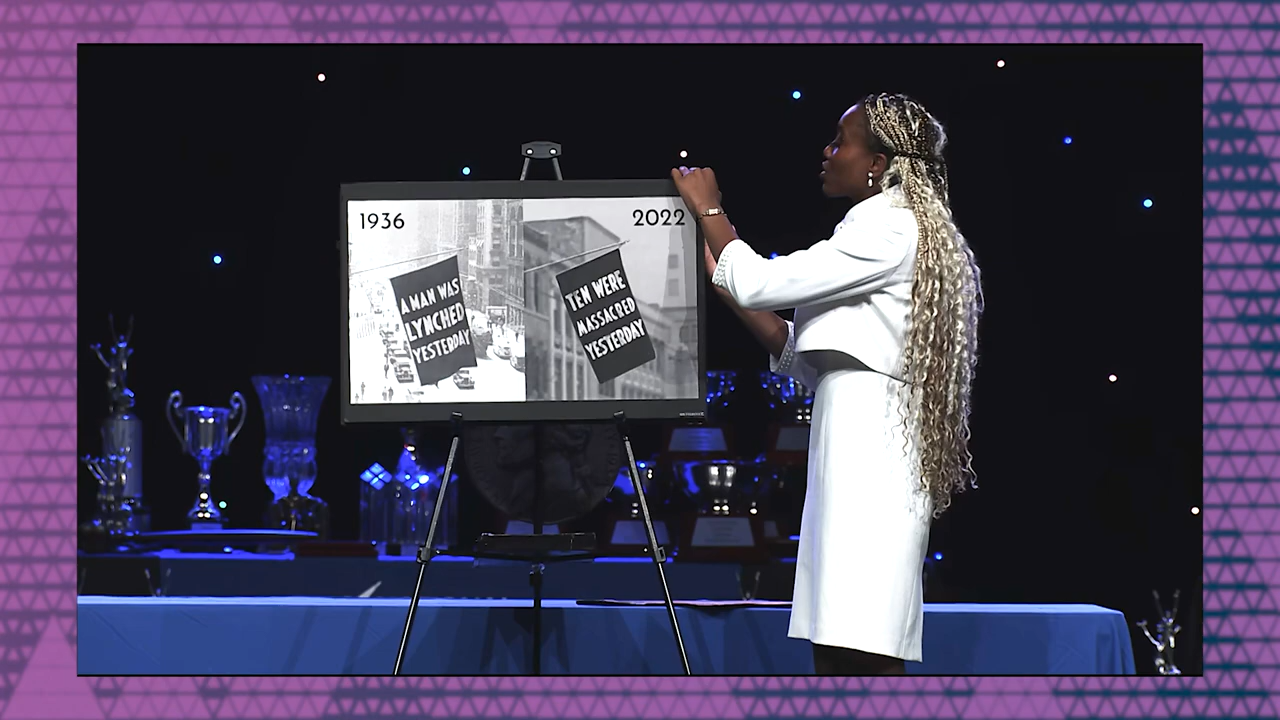 1936
A MAN WAS
LYNCHED
YESTERDAY
2022
TEN WERE
MASSACRED
YESTERDAY